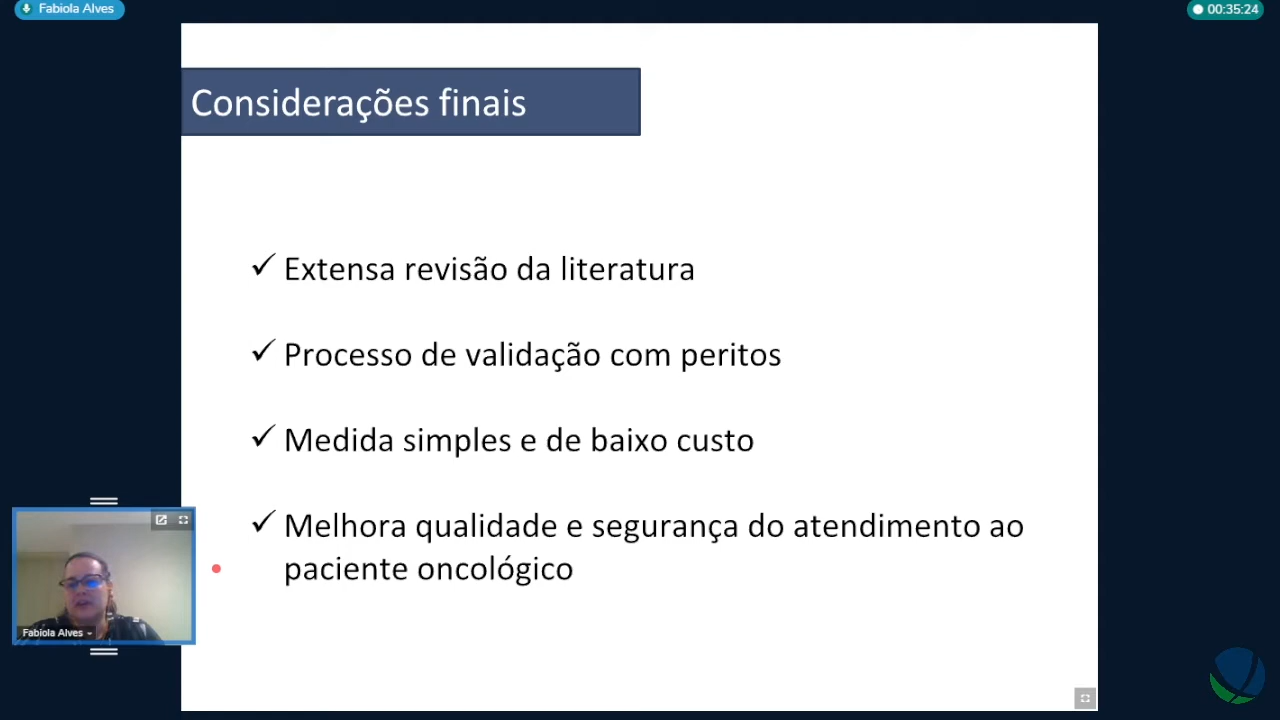 Fabiola Alves
00:35:24
Considerações finais
✓ Extensa revisão da literatura
✓ Processo de validação com peritos
✓ Medida simples e de baixo custo
✓ Melhora qualidade e segurança do atendimento ao
paciente oncológico
Fabiola Alves